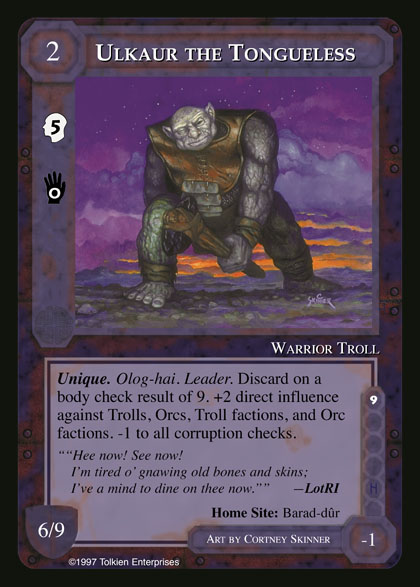 2
ULKAUR THE TONGUELESS
5
WARRIOR TROLL
Unique. Olog-hai. Leader. Discard on a
body check result of 9. +2 direct influence
against Trolls, Orcs, Troll factions, and Orc
factions. -1 to all corruption checks.
9
““Hee now! See now!
I'm tired o' gnawing old bones and skins;
I've a mind to dine on thee now.”” —LotRI
H
Home Site: Barad-dûr
6/9
ART BY CORTNEY SKINNER
-1
©1997 Tolkien Enterprises